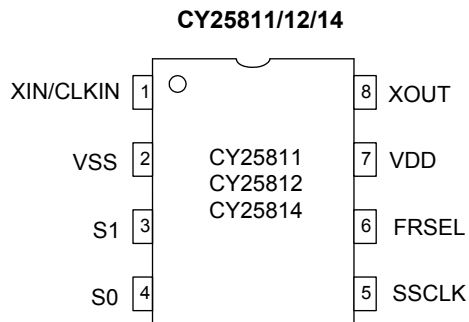 CY25811/12/14
XIN/CLKIN 1 8 XOUT
VSS 2 CY25811 7 VDD
CY25812
CY25814
S1 3 6 FRSEL
S0 4 5 SSCLK